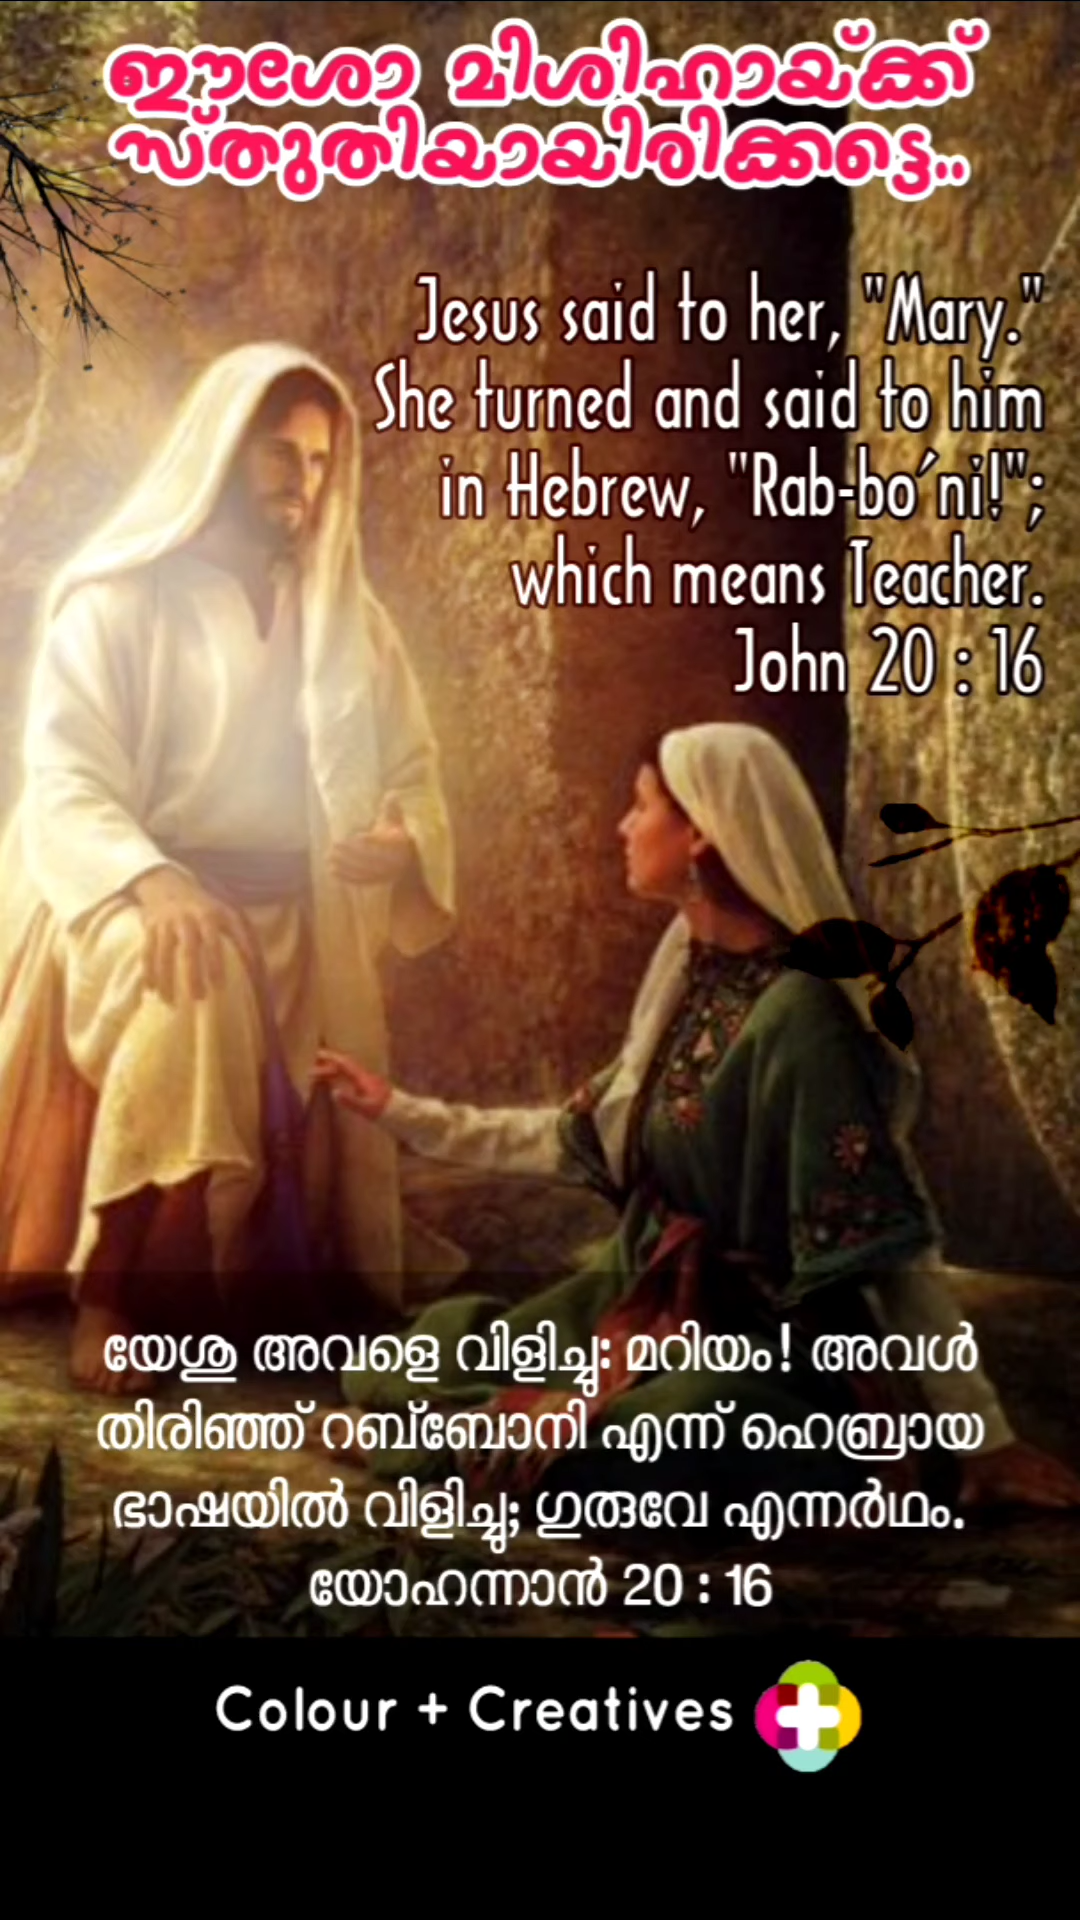 ഈശോ മിശിഹായ്ക്ക്
സ്തുതിയായിരിക്കട്ടെ..
Jesus said to her, "Mary."
She turned and said to him
in Hebrew, "Rab-bo´ni!";
which means Teacher.
John 20 : 16
യേശു അവളെ വിളിച്ചു: മറിയം! അവൾ
തിരിഞ്ഞ് റബ്ബോനി എന്ന് ഹെബ്രായ
ഭാഷയിൽ വിളിച്ചു; ഗുരുവേ എന്നർഥം.
യോഹന്നാൻ 20 : 16
Colour + Creatives